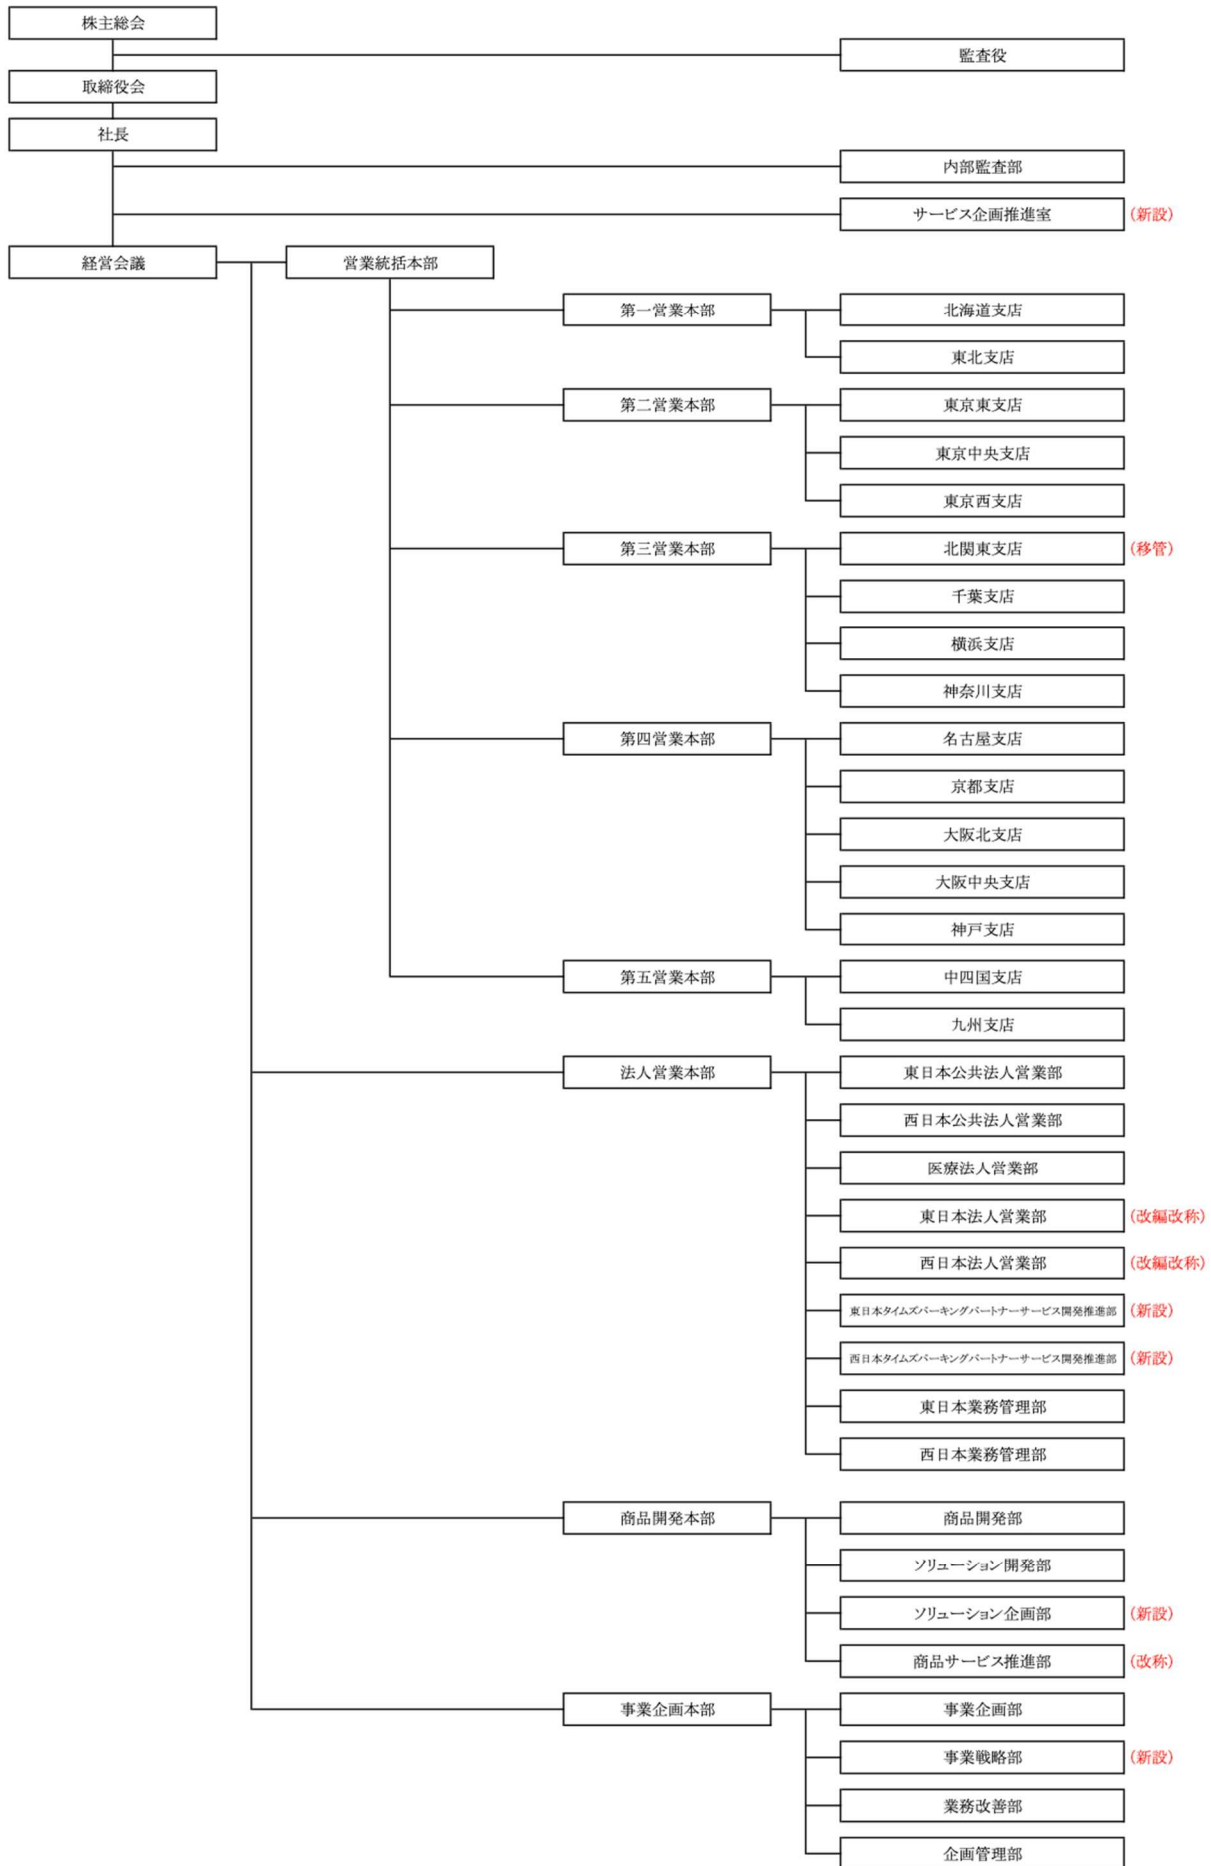 株主総会
監査役
取締役会
社長
内部監査部
サービス企画推進室 (新設)
経営会議 営業統括本部
第一営業本部 北海道支店
東北支店
第二営業本部 東京東支店
東京中央支店
東京西支店
第三営業本部 北関東支店 (移管)
千葉支店
横浜支店
神奈川支店
第四営業本部 名古屋支店
京都支店
大阪北支店
大阪中央支店
神戸支店
第五営業本部 中四国支店
九州支店
法人営業本部 東日本公共法人営業部
西日本公共法人営業部
医療法人営業部
東日本法人営業部 (改編改称)
西日本法人営業部 (改編改称)
東日本タイムズパーキングパートナーサービス開発推進部 (新設)
西日本タイムズパーキングパートナーサービス開発推進部 (新設)
東日本業務管理部
西日本業務管理部
商品開発本部 商品開発部
ソリューション開発部
ソリューション企画部 (新設)
商品サービス推進部 (改称)
事業企画本部 事業企画部
事業戦略部 (新設)
業務改善部
企画管理部